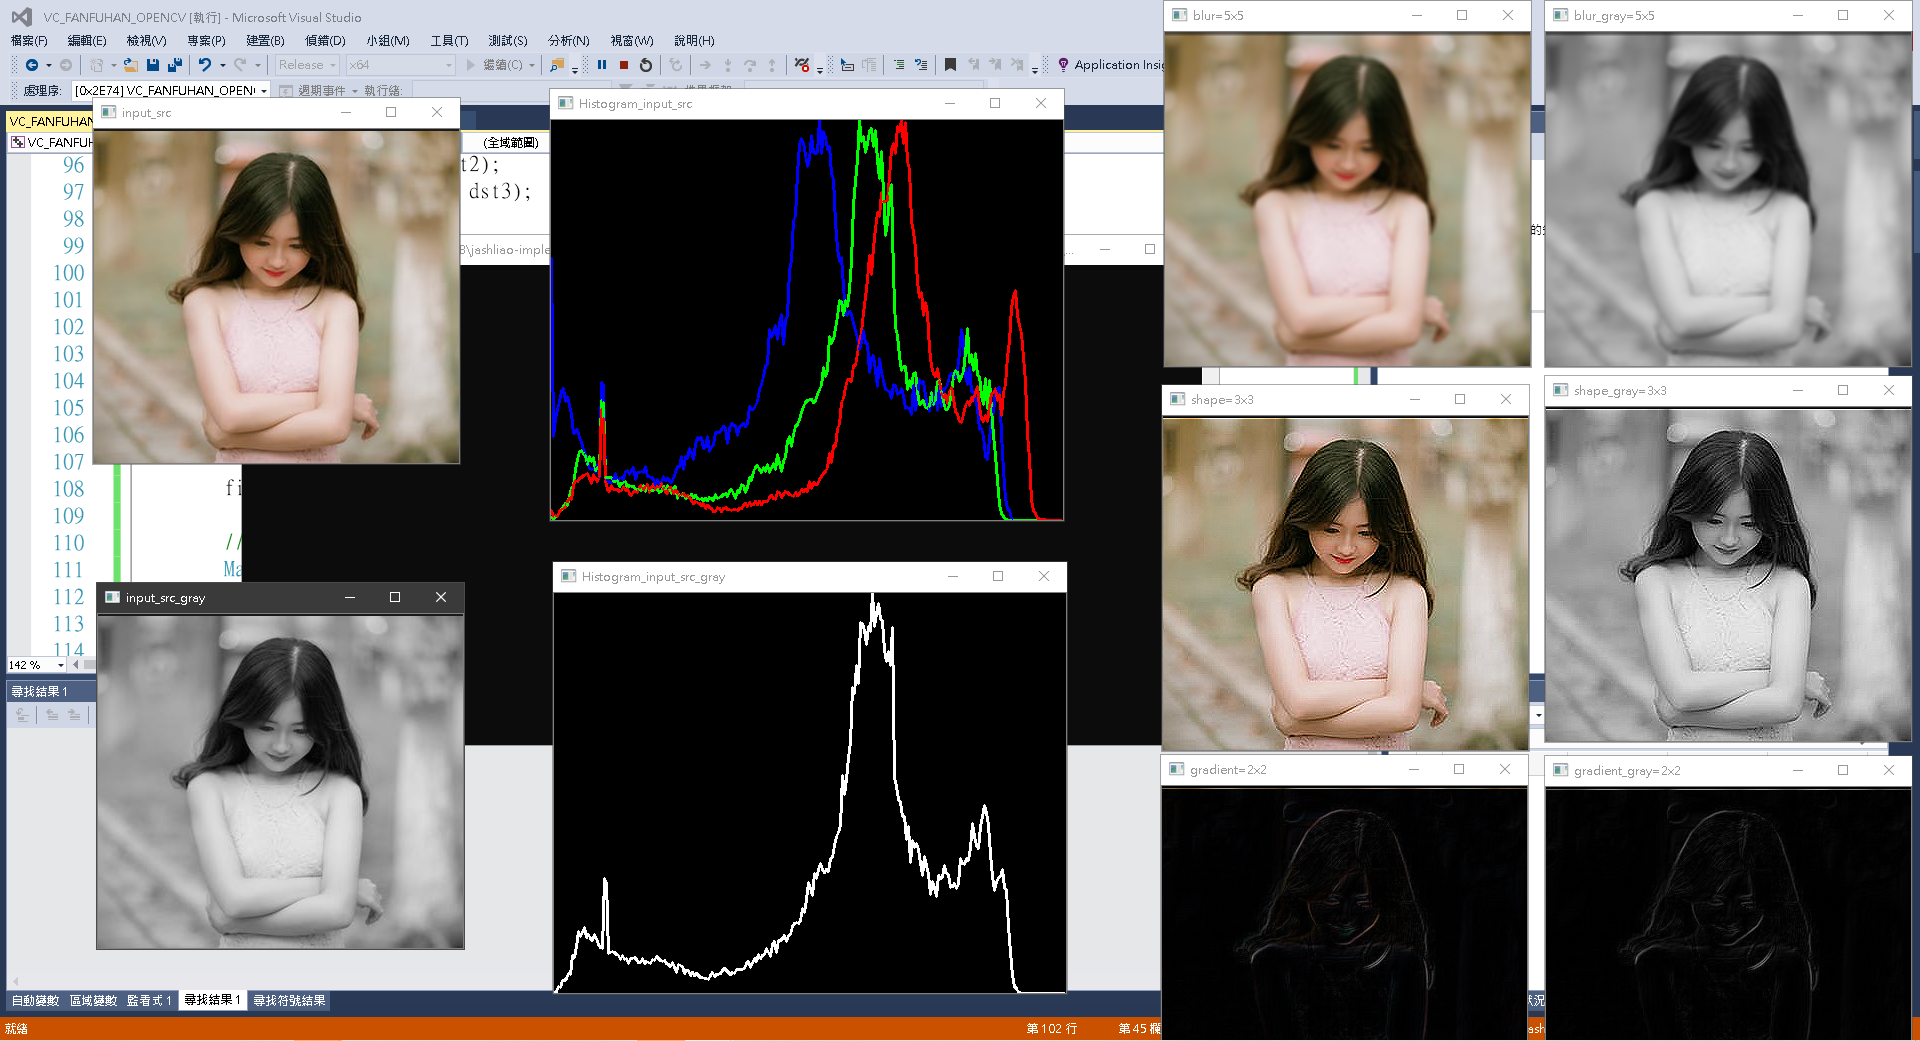 VC_FANFUHAN_OPENCV [執行] - Microsoft Visual Studio
檔案(F) 編輯(E) 檢視(V) 專案(P) 建置(B) 偵錯(D) 小組(M) 工具(T) 測試(S) 分析(N) 視窗(W) 說明(H)
Release x64 繼續(C) Application Insig
處理序: [0x2E74] VC_FANFUHAN_OPEN 週期事件 執行緒:
VC_FANFUHAN
VC_FANFUH (全域範圍)
input_src
Histogram_input_src
blur=5x5
blur_gray=5x5
96 t2);
97 dst3);
98
99
B\jashliao-imple ...
的
100
101
102
103
104
105
106
107
108 fi
109
110 //
111 Ma
112
113
114
shape=3x3
shape_gray=3x3
input_src_gray
Histogram_input_src_gray
142 %
尋找結果 1
gradient=2x2
gradient_gray=2x2
自動變數 區域變數 監看式 1 尋找結果 1 尋找符號結果
狀況
就緒 第 102 行 第 45 欄 ash